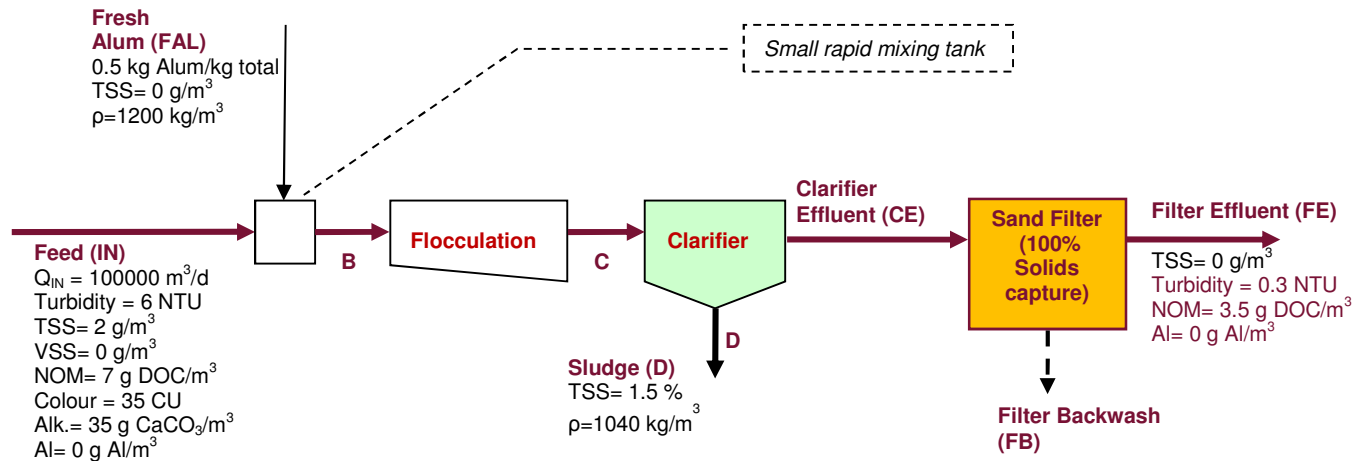 Fresh
Alum (FAL)
0.5 kg Alum/kg total
TSS= 0 g/m³
ρ=1200 kg/m³
Small rapid mixing tank
Feed (IN)
Q_IN = 100000 m³/d
Turbidity = 6 NTU
TSS= 2 g/m³
VSS= 0 g/m³
NOM= 7 g DOC/m³
Colour = 35 CU
Alk.= 35 g CaCO₃/m³
Al= 0 g Al/m³
B
Flocculation
C
Clarifier
D
Sludge (D)
TSS= 1.5 %
ρ=1040 kg/m³
Clarifier
Effluent (CE)
Sand Filter
(100%
Solids
capture)
Filter Backwash
(FB)
Filter Effluent (FE)
TSS= 0 g/m³
Turbidity = 0.3 NTU
NOM= 3.5 g DOC/m³
Al= 0 g Al/m³